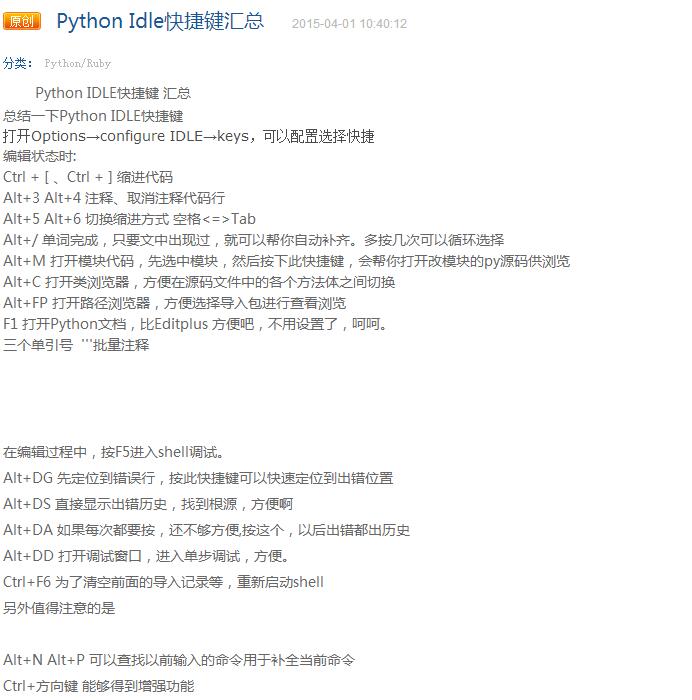 原创 Python Idle快捷键汇总 2015-04-01 10:40:12
分类： Python/Ruby
Python IDLE快捷键 汇总
总结一下Python IDLE快捷键
打开Options→configure IDLE→keys，可以配置选择快捷
编辑状态时:
Ctrl + [ 、Ctrl + ] 缩进代码
Alt+3 Alt+4 注释、取消注释代码行
Alt+5 Alt+6 切换缩进方式 空格<=>Tab
Alt+/ 单词完成，只要文中出现过，就可以帮你自动补齐。多按几次可以循环选择
Alt+M 打开模块代码，先选中模块，然后按下此快捷键，会帮你打开改模块的py源码供浏览
Alt+C 打开类浏览器，方便在源码文件中的各个方法体之间切换
Alt+FP 打开路径浏览器，方便选择导入包进行查看浏览
F1 打开Python文档，比Editplus 方便吧，不用设置了，呵呵。
三个单引号 '''批量注释
在编辑过程中，按F5进入shell调试。
Alt+DG 先定位到错误行，按此快捷键可以快速定位到出错位置
Alt+DS 直接显示出错历史，找到根源，方便啊
Alt+DA 如果每次都要按，还不够方便,按这个，以后出错都出历史
Alt+DD 打开调试窗口，进入单步调试，方便。
Ctrl+F6 为了清空前面的导入记录等，重新启动shell
另外值得注意的是
Alt+N Alt+P 可以查找以前输入的命令用于补全当前命令
Ctrl+方向键 能够得到增强功能